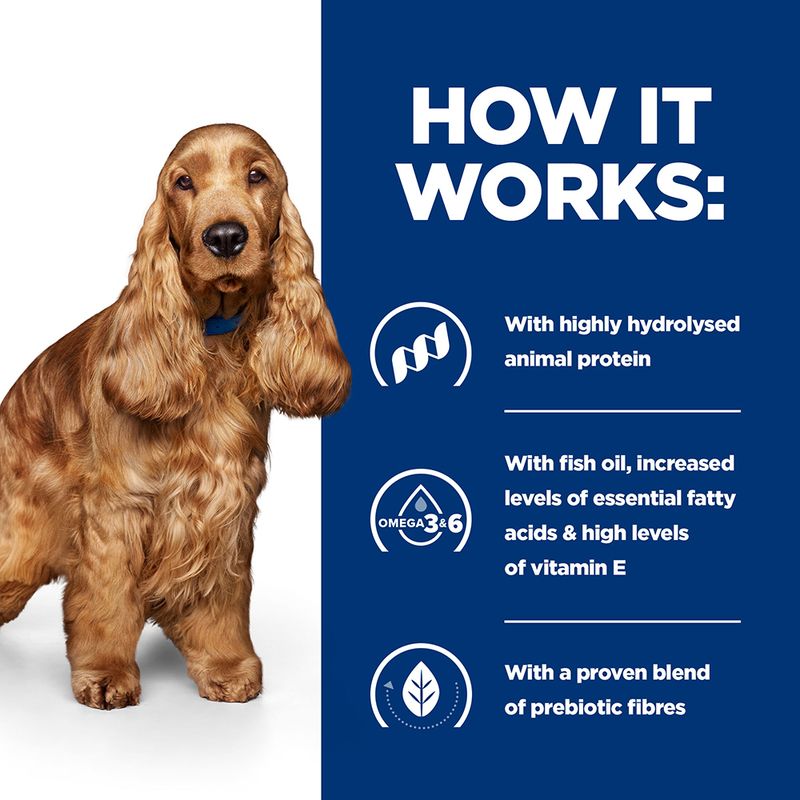 HOW IT
WORKS:
With highly hydrolysed
animal protein
OMEGA 3&6
With fish oil, increased
levels of essential fatty
acids & high levels
of vitamin E
With a proven blend
of prebiotic fibres